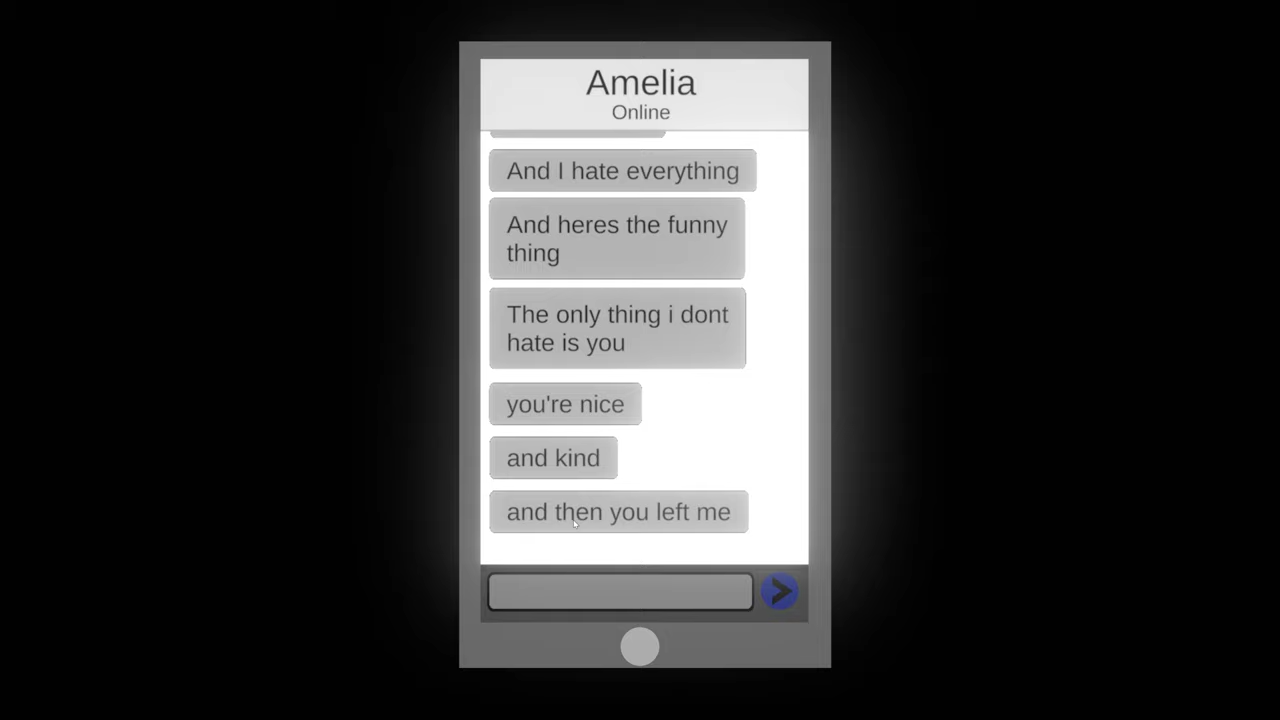 Amelia
Online
And I hate everything
And heres the funny
thing
The only thing i dont
hate is you
you're nice
and kind
and then you left me